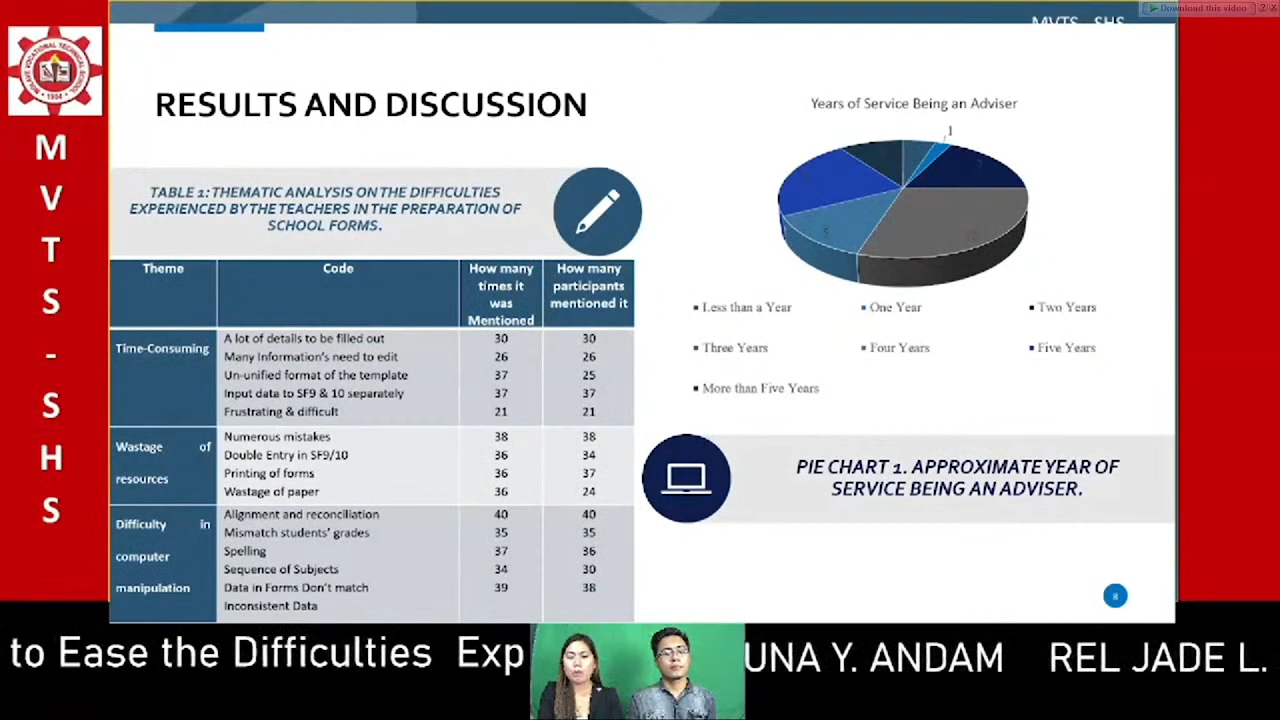 Download this video
MVTS - SHS
M
V
T
S
-
S
H
S
RESULTS AND DISCUSSION
TABLE 1: THEMATIC ANALYSIS ON THE DIFFICULTIES
EXPERIENCED BY THE TEACHERS IN THE PREPARATION OF
SCHOOL FORMS.
Theme Code How many times it was Mentioned How many participants mentioned it
Time-Consuming
A lot of details to be filled out 30 30
Many Information's need to edit 26 26
Un-unified format of the template 37 25
Input data to SF9 & 10 separately 37 37
Frustrating & difficult 21 21
Wastage of resources
Numerous mistakes 38 38
Double Entry in SF9/10 36 34
Printing of forms 36 37
Wastage of paper 36 24
Difficulty in computer manipulation
Alignment and reconciliation 40 40
Mismatch students' grades 35 35
Spelling 37 36
Sequence of Subjects 34 30
Data in Forms Don't match 39 38
Inconsistent Data
Years of Service Being an Adviser
1
Less than a Year One Year Two Years
Three Years Four Years Five Years
More than Five Years
PIE CHART 1. APPROXIMATE YEAR OF
SERVICE BEING AN ADVISER.
8
to Ease the Difficulties Exp
UNA Y. ANDAM REL JADE L.